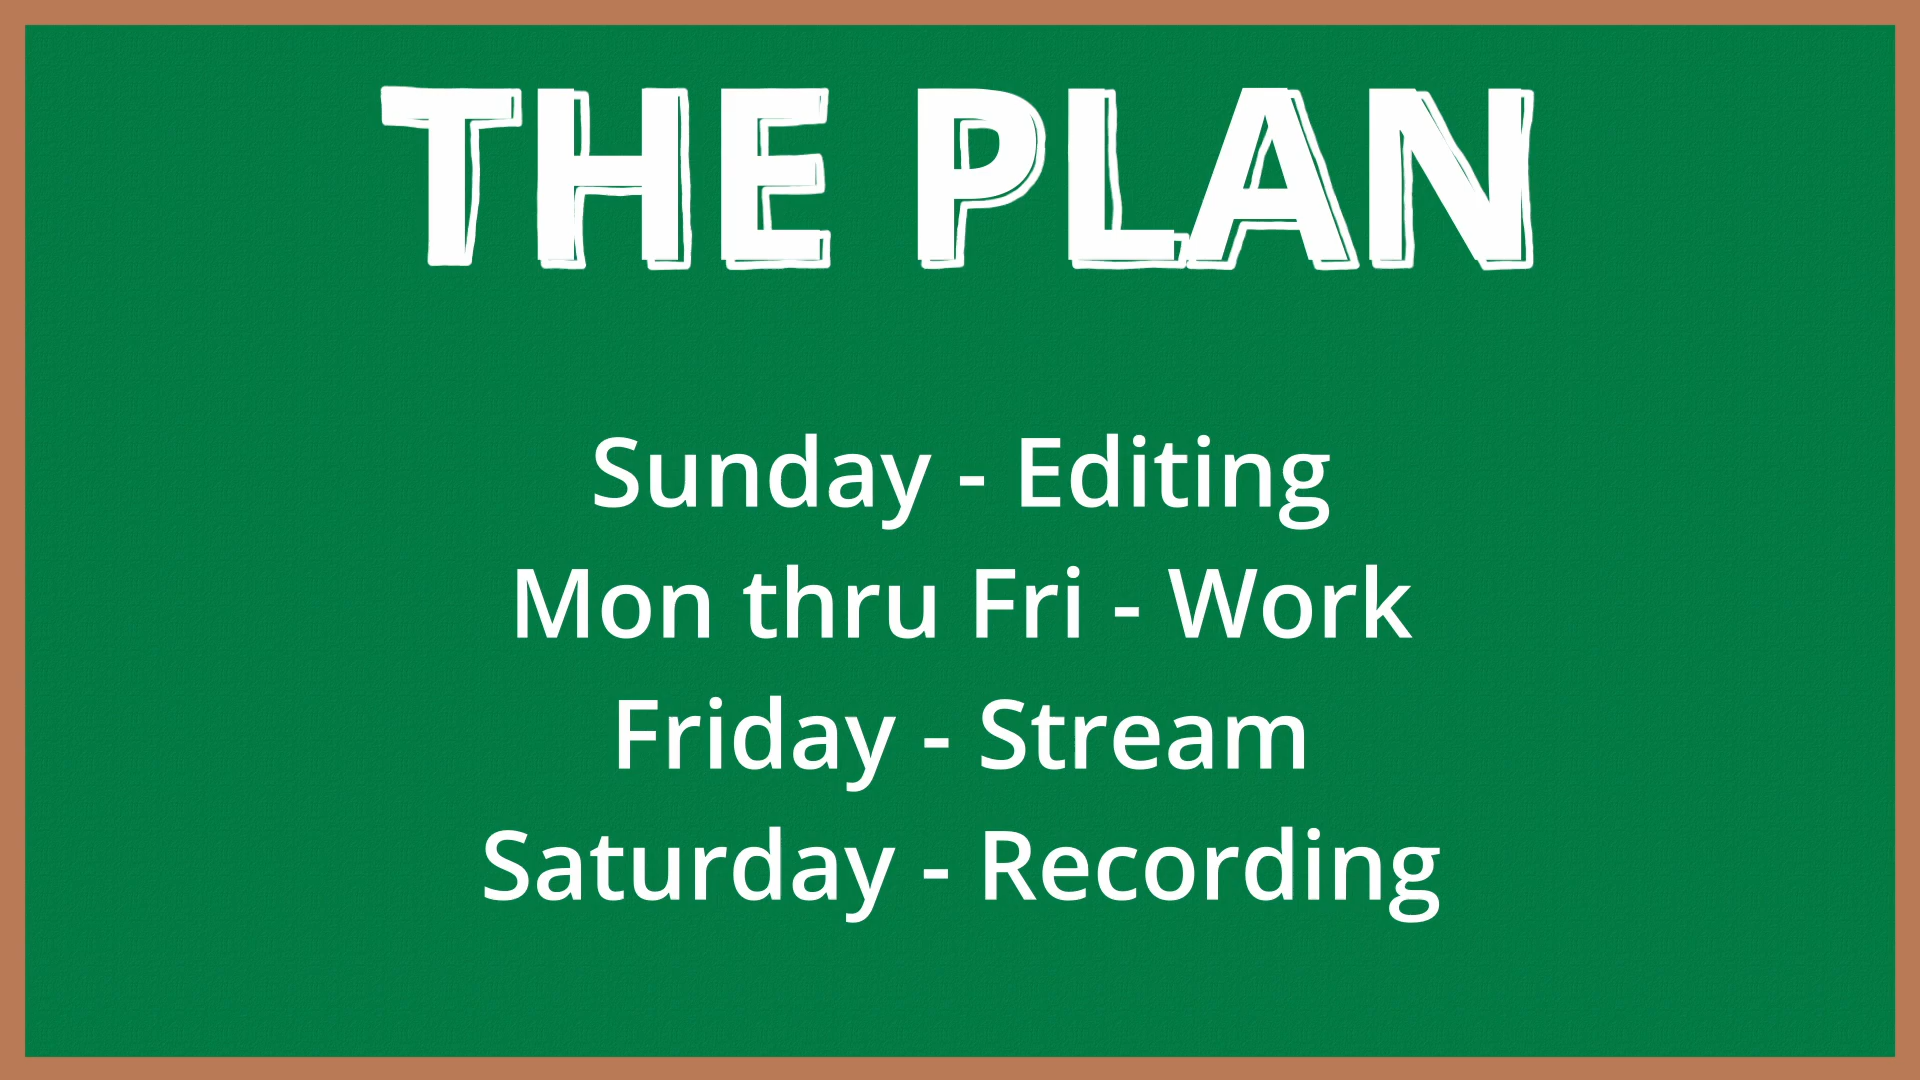 THE PLAN
Sunday - Editing
Mon thru Fri - Work
Friday - Stream
Saturday - Recording